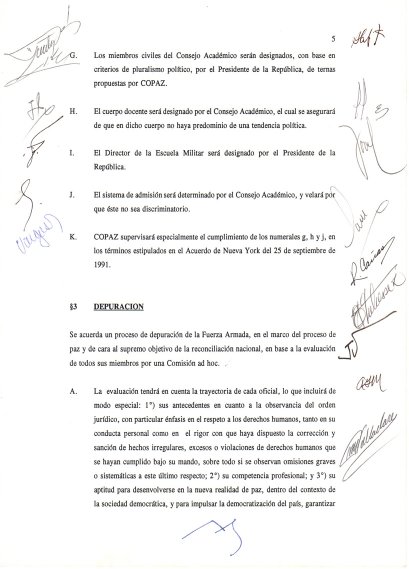 5
G. Los miembros civiles del Consejo Académico serán designados, con base en
criterios de pluralismo político, por el Presidente de la República, de ternas
propuestas por COPAZ.
H. El cuerpo docente será designado por el Consejo Académico, el cual se asegurará
de que en dicho cuerpo no haya predominio de una tendencia política.
I. El Director de la Escuela Militar será designado por el Presidente de la
República.
J. El sistema de admisión será determinado por el Consejo Académico, y velará por
que éste no sea discriminatorio.
K. COPAZ supervisará especialmente el cumplimiento de los numerales g, h y j, en
los términos estipulados en el Acuerdo de Nueva York del 25 de septiembre de
1991.
§3 DEPURACION
Se acuerda un proceso de depuración de la Fuerza Armada, en el marco del proceso de
paz y de cara al supremo objetivo de la reconciliación nacional, en base a la evaluación
de todos sus miembros por una Comisión ad hoc.
A. La evaluación tendrá en cuenta la trayectoria de cada oficial, lo que incluirá de
modo especial: 1°) sus antecedentes en cuanto a la observancia del orden
jurídico, con particular énfasis en el respeto a los derechos humanos, tanto en su
conducta personal como en el rigor con que haya dispuesto la corrección y
sanción de hechos irregulares, excesos o violaciones de derechos humanos que
se hayan cumplido bajo su mando, sobre todo si se observan omisiones graves
o sistemáticas a este último respecto; 2°) su competencia profesional; y 3°) su
aptitud para desenvolverse en la nueva realidad de paz, dentro del contexto de
la sociedad democrática, y para impulsar la democratización del país, garantizar